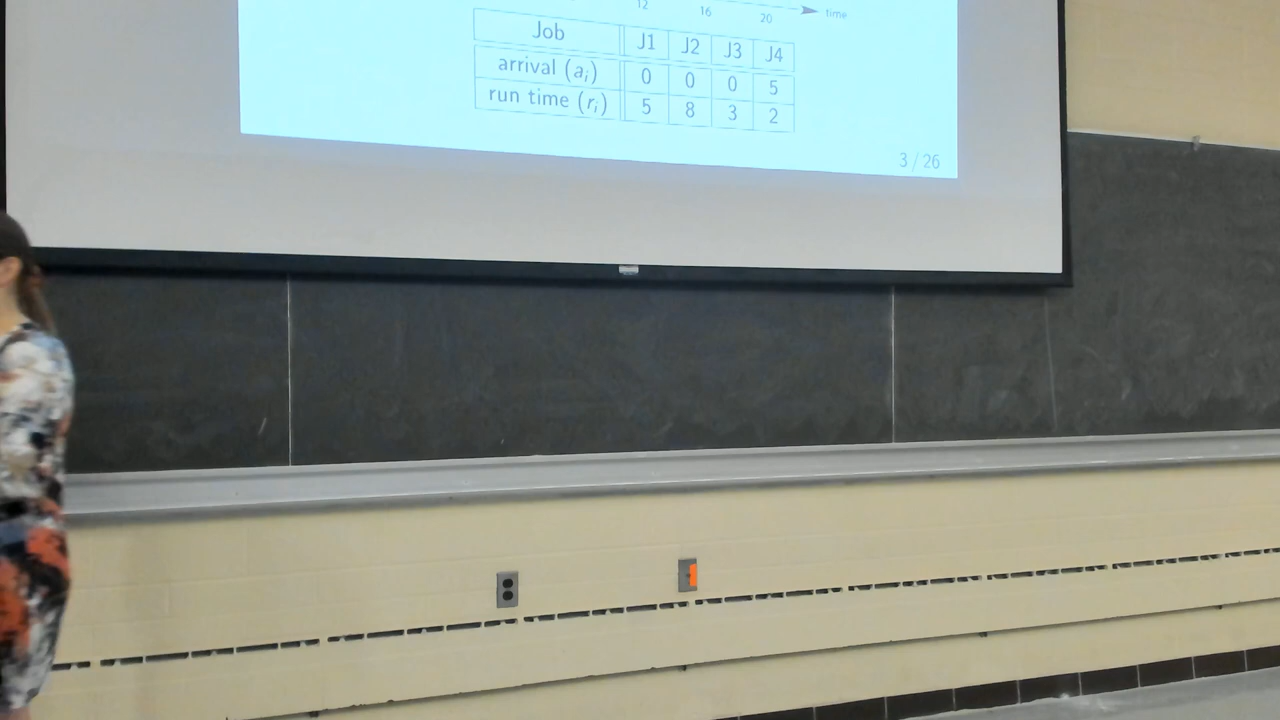 12 16 20 time
Job J1 J2 J3 J4
arrival (aᵢ) 0 0 0 5
run time (rᵢ) 5 8 3 2
3 / 26